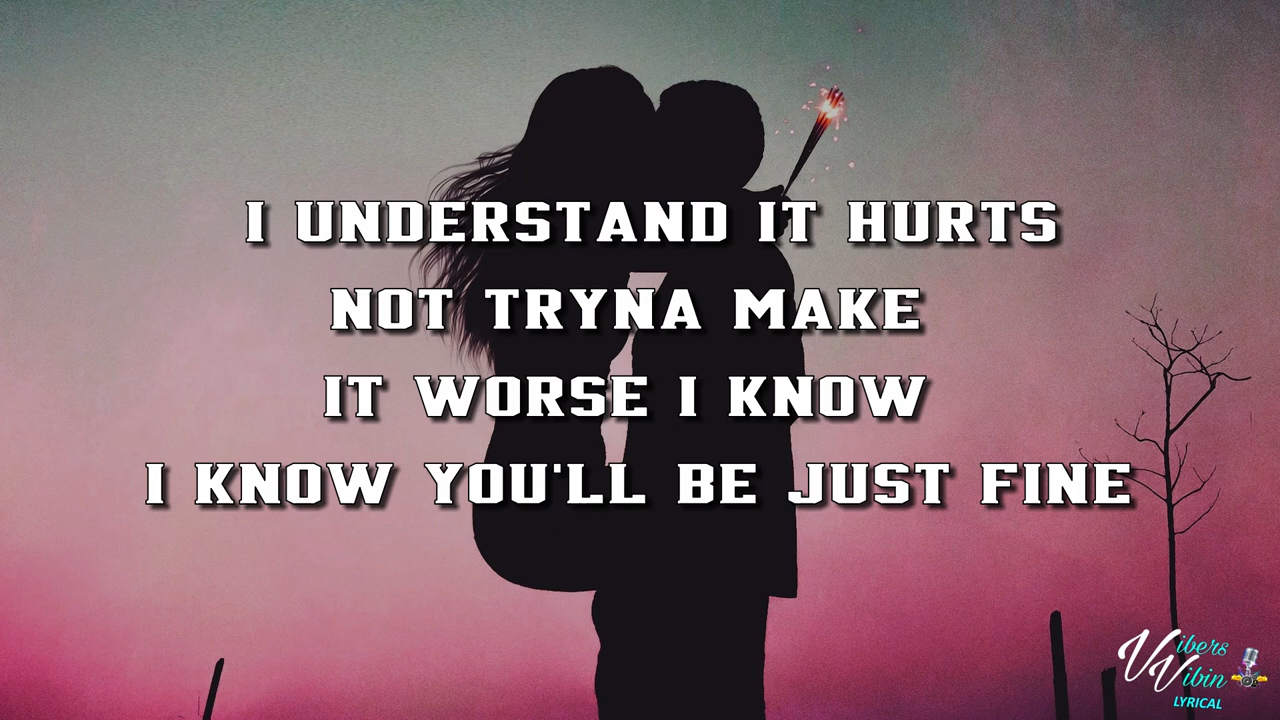 I UNDERSTAND IT HURTS
NOT TRYNA MAKE
IT WORSE I KNOW
I KNOW YOU'LL BE JUST FINE
Vibers
Vibin
LYRICAL